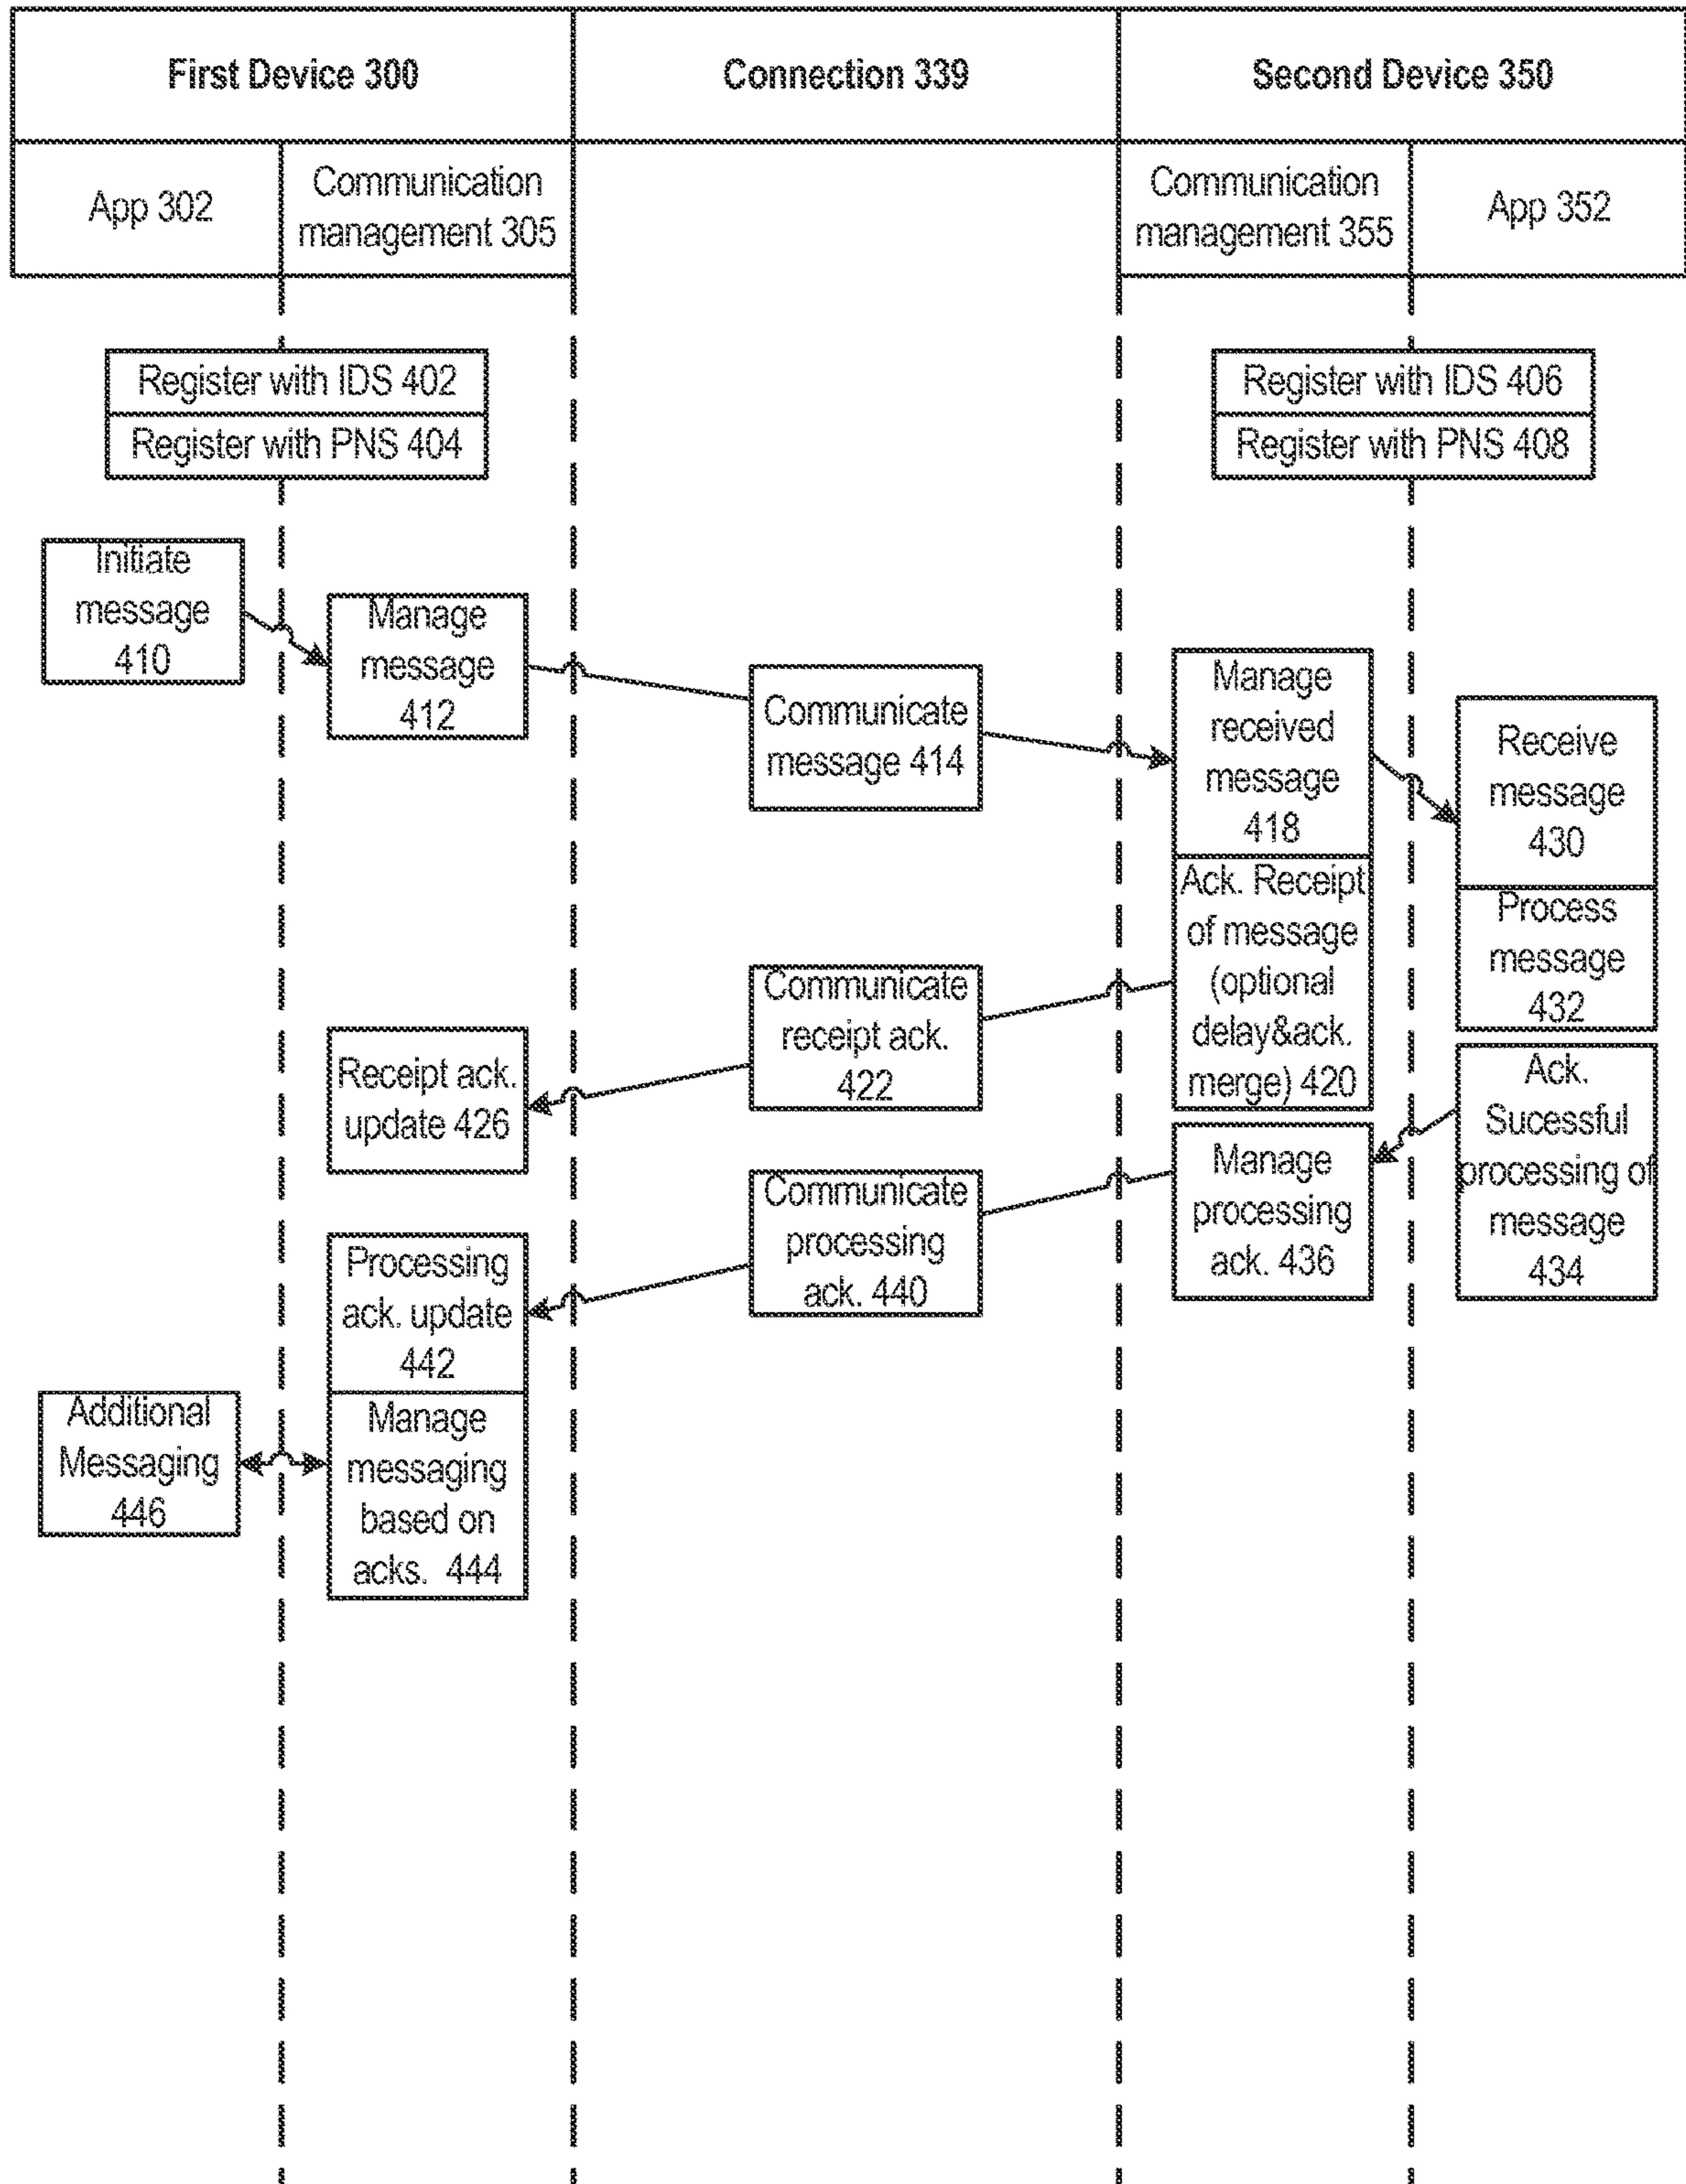 First Device 300
Connection 339
Second Device 350
App 302
Communication
management 305
Communication
management 355
App 352
Register with IDS 402
Register with PNS 404
Register with IDS 406
Register with PNS 408
Initiate
message
410
Manage
message
412
Communicate
message 414
Manage
received
message
418
Receive
message
430
Process
message
432
Ack. Receipt
of message
(optional
delay&ack.
merge) 420
Communicate
receipt ack.
422
Receipt ack.
update 426
Ack.
Sucessful
processing of
message
434
Manage
processing
ack. 436
Communicate
processing
ack. 440
Processing
ack. update
442
Manage
messaging
based on
acks. 444
Additional
Messaging
446